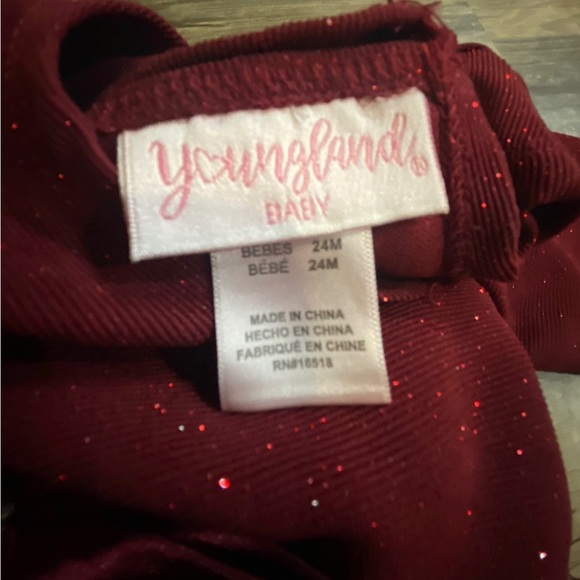 youngland®
BABY
BEBES 24M
BÉBÉ 24M
MADE IN CHINA
HECHO EN CHINA
FABRIQUÉ EN CHINE
RN#16518